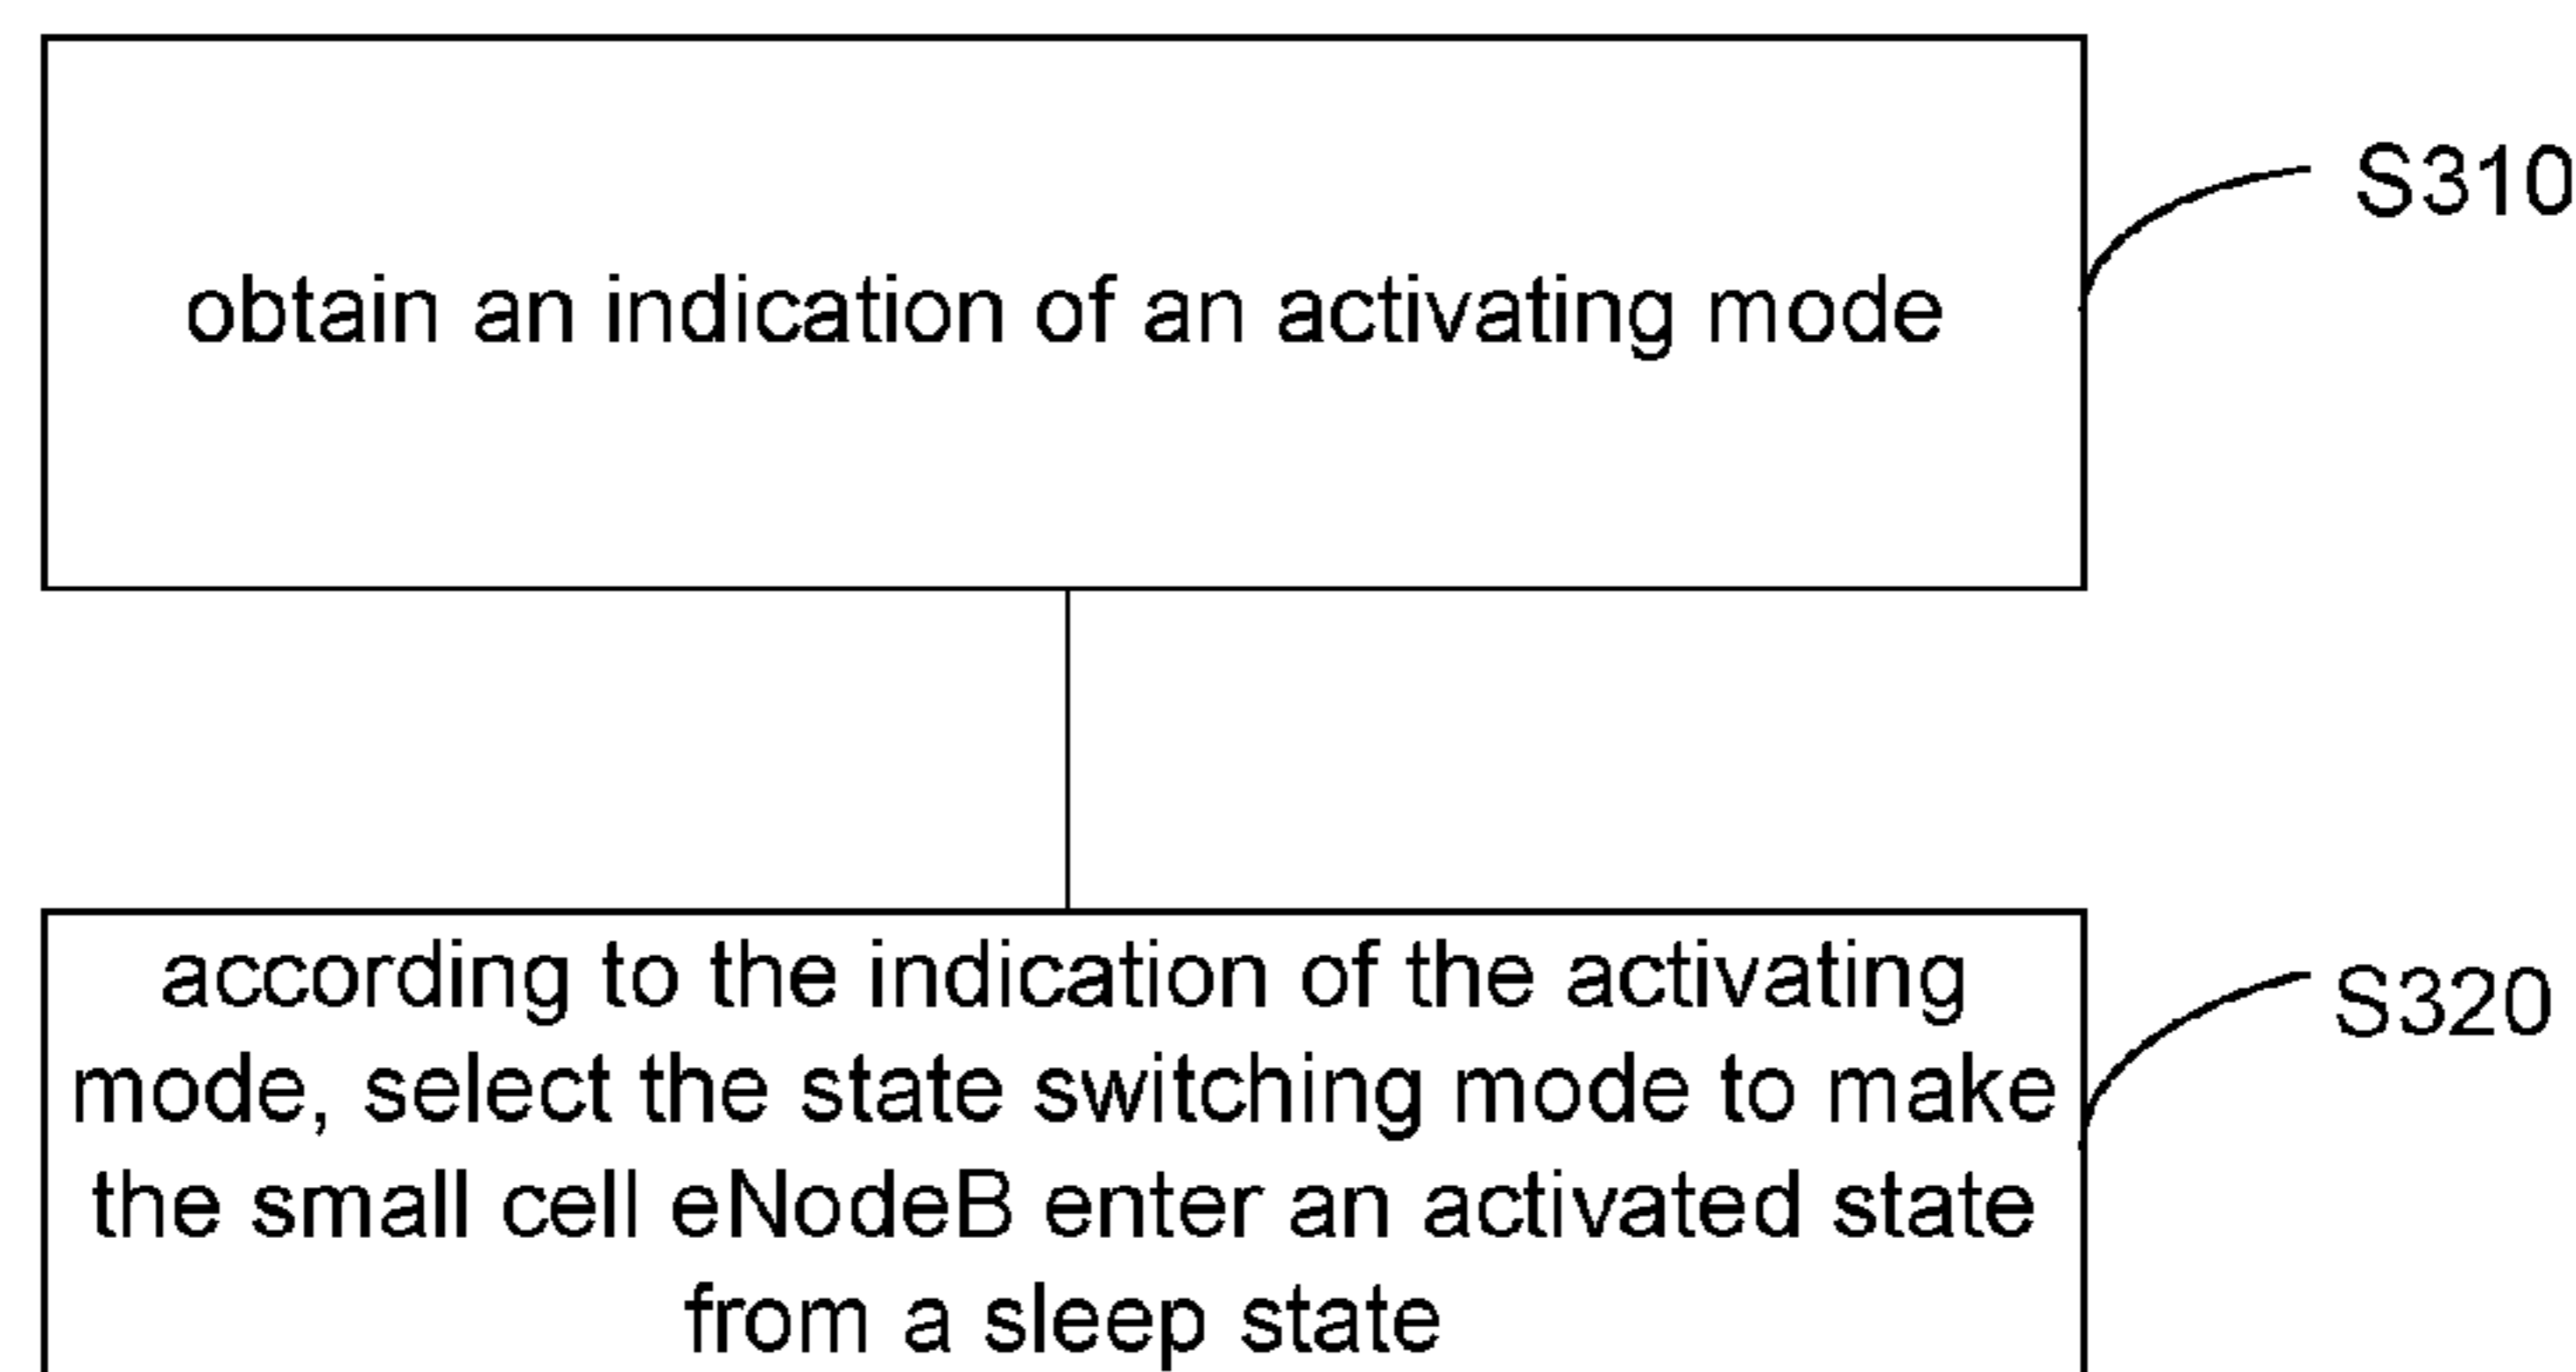 S310
obtain an indication of an activating mode
according to the indication of the activating
S320
mode, select the state switching mode to make
the small cell eNodeB enter an activated state
from a sleep state